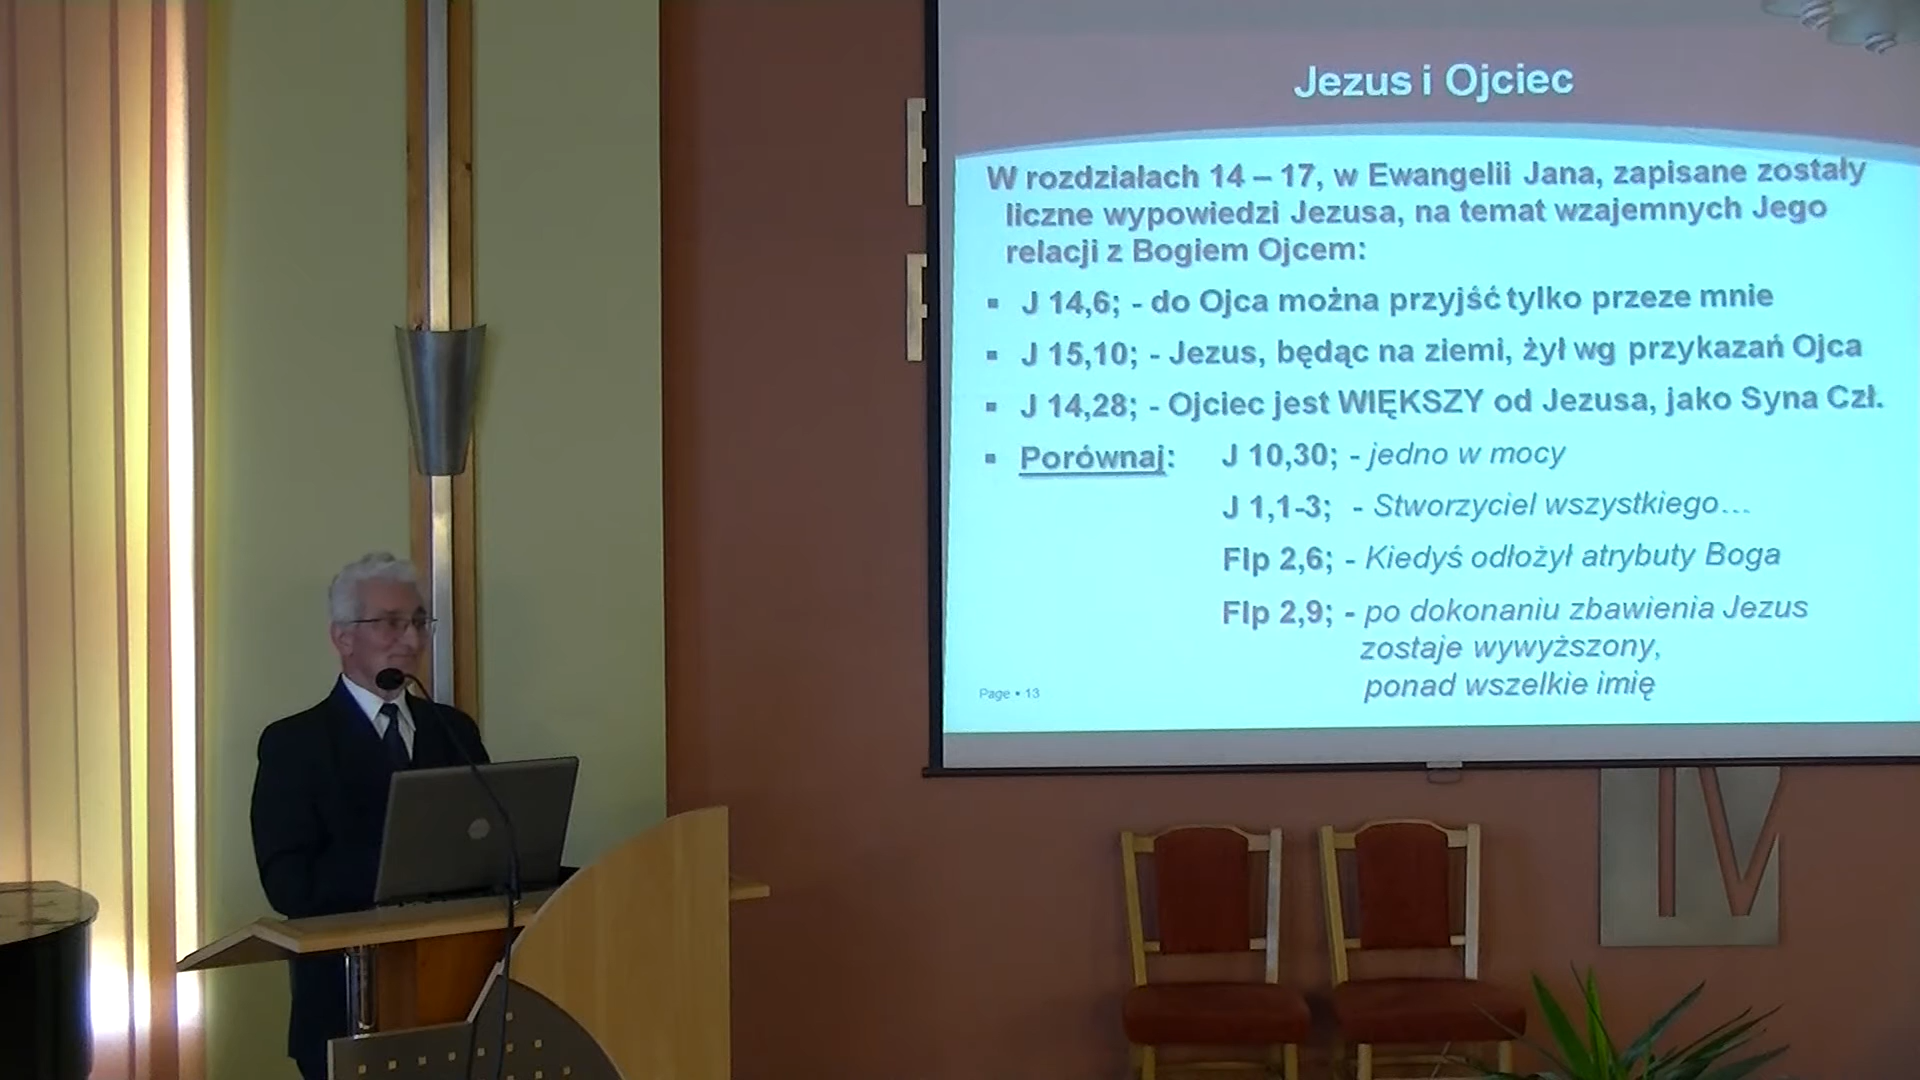 Jezus i Ojciec
W rozdziałach 14 – 17, w Ewangelii Jana, zapisane zostały
liczne wypowiedzi Jezusa, na temat wzajemnych Jego
relacji z Bogiem Ojcem:
▪ J 14,6; - do Ojca można przyjść tylko przeze mnie
▪ J 15,10; - Jezus, będąc na ziemi, żył wg przykazań Ojca
▪ J 14,28; - Ojciec jest WIĘKSZY od Jezusa, jako Syna Czł.
▪ Porównaj: J 10,30; - jedno w mocy
J 1,1-3; - Stworzyciel wszystkiego...
Flp 2,6; - Kiedyś odłożył atrybuty Boga
Flp 2,9; - po dokonaniu zbawienia Jezus
zostaje wywyższony,
ponad wszelkie imię
Page ▪ 13